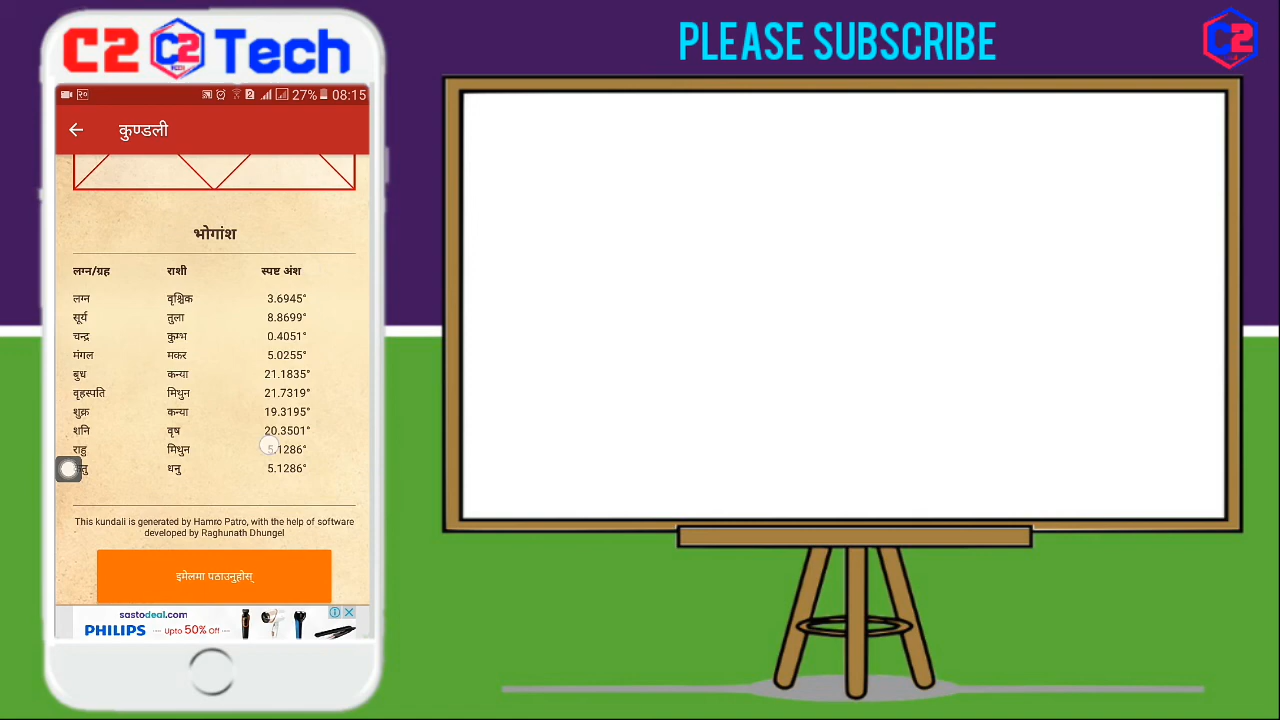 C2 C2 Tech
PLEASE SUBSCRIBE
C2
27% 08:15
कुण्डली
भोगांश
लग्न/ग्रह राशी स्पष्ट अंश
लग्न वृश्चिक 3.6945°
सूर्य तुला 8.8699°
चन्द्र कुम्भ 0.4051°
मंगल मकर 5.0255°
बुध कन्या 21.1835°
वृहस्पति मिथुन 21.7319°
शुक्र कन्या 19.3195°
शनि वृष 20.3501°
राहु मिथुन 5.1286°
धनु 5.1286°
This kundali is generated by Hamro Patro, with the help of software
developed by Raghunath Dhungel
इमेलमा पठाउनुहोस्
sastodeal.com
PHILIPS Upto 50% Off